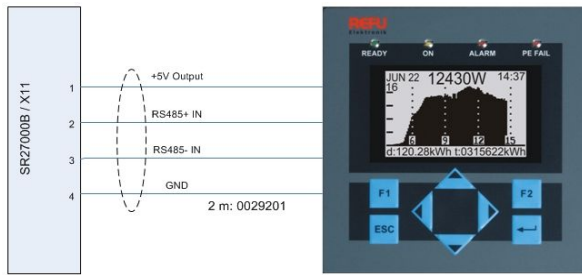 SR27000B / X11
1
+5V Output
2
RS485+ IN
3
RS485- IN
4
GND
2 m: 0029201
REFU
Elektronik
READY ON ALARM PE FAIL
JUN 22 12430W 14:37
16
6 9 12 15
d:120.28kWh t:0315622kWh
F1 F2
ESC